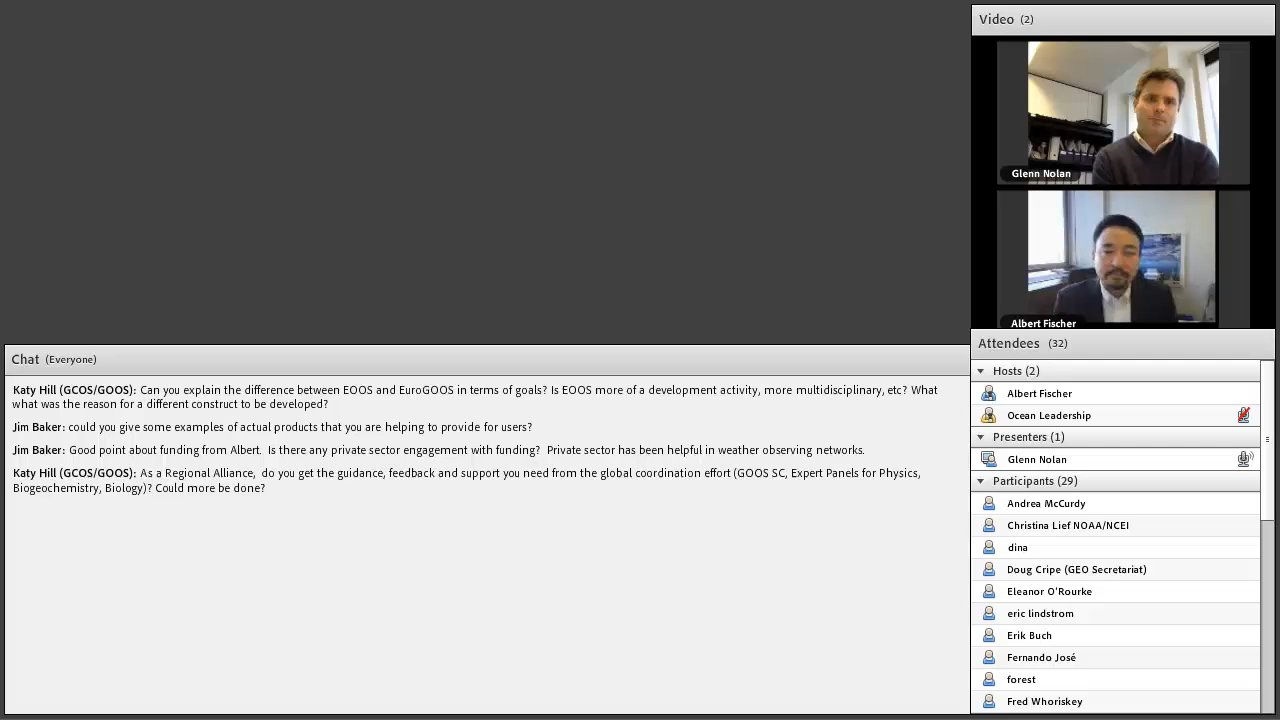 Video (2)
Glenn Nolan
Albert Fischer
Chat (Everyone)
Katy Hill (GCOS/GOOS): Can you explain the difference between EOOS and EuroGOOS in terms of goals? Is EOOS more of a development activity, more multidisciplinary, etc? What
what was the reason for a different construct to be developed?
Jim Baker: could you give some examples of actual products that you are helping to provide for users?
Jim Baker: Good point about funding from Albert. Is there any private sector engagement with funding? Private sector has been helpful in weather observing networks.
Katy Hill (GCOS/GOOS): As a Regional Alliance, do you get the guidance, feedback and support you need from the global coordination effort (GOOS SC, Expert Panels for Physics,
Biogeochemistry, Biology)? Could more be done?
Attendees (32)
Hosts (2)
Albert Fischer
Ocean Leadership
Presenters (1)
Glenn Nolan
Participants (29)
Andrea McCurdy
Christina Lief NOAA/NCEI
dina
Doug Cripe (GEO Secretariat)
Eleanor O'Rourke
eric lindstrom
Erik Buch
Fernando José
forest
Fred Whoriskey